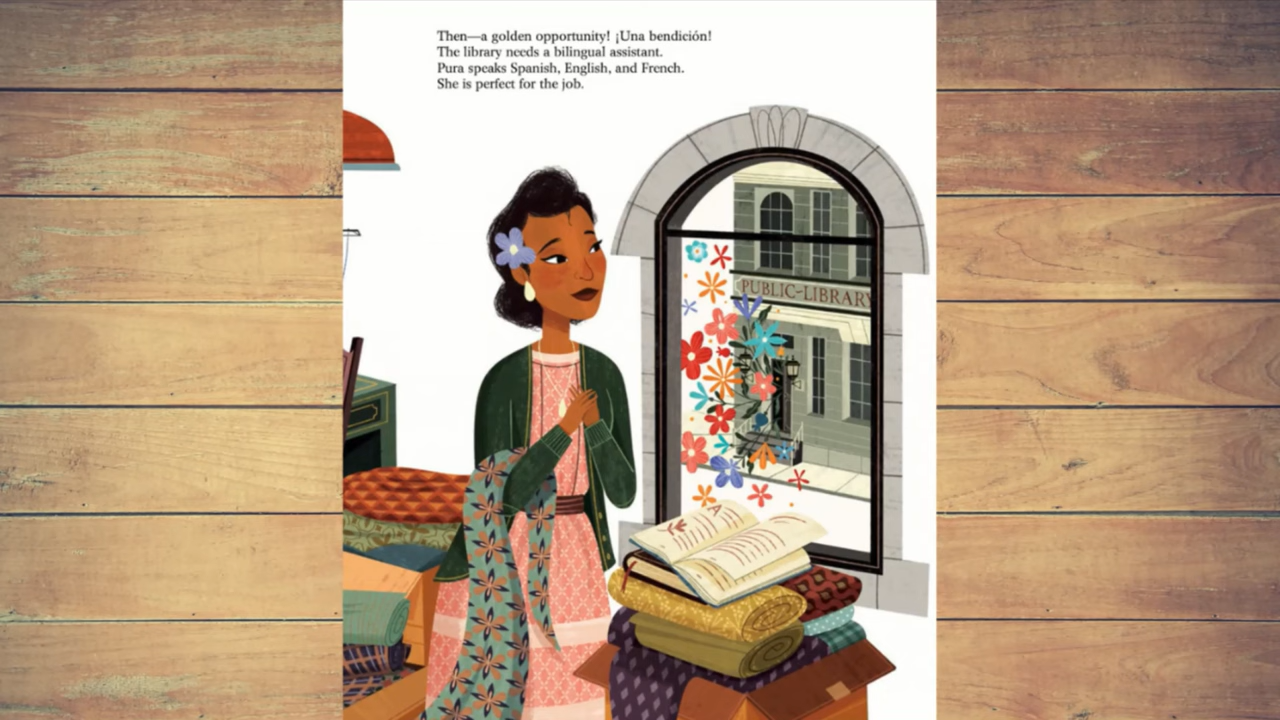 Then—a golden opportunity! ¡Una bendición!
The library needs a bilingual assistant.
Pura speaks Spanish, English, and French.
She is perfect for the job.
PUBLIC-LIBRARY
A